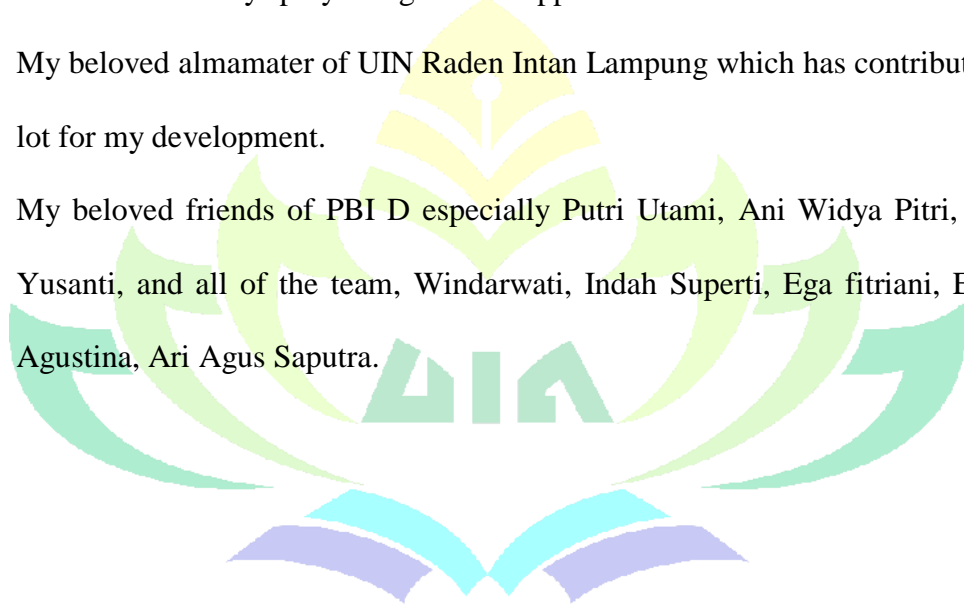 My beloved almamater of UIN Raden Intan Lampung which has
lot for my development.
My beloved friends of PBI D especially Putri Utami, Ani Widya Pitri,
Yusanti, and all of the team, Windarwati, Indah Superti, Ega fitriani,
Agustina, Ari Agus Saputra.
UIN